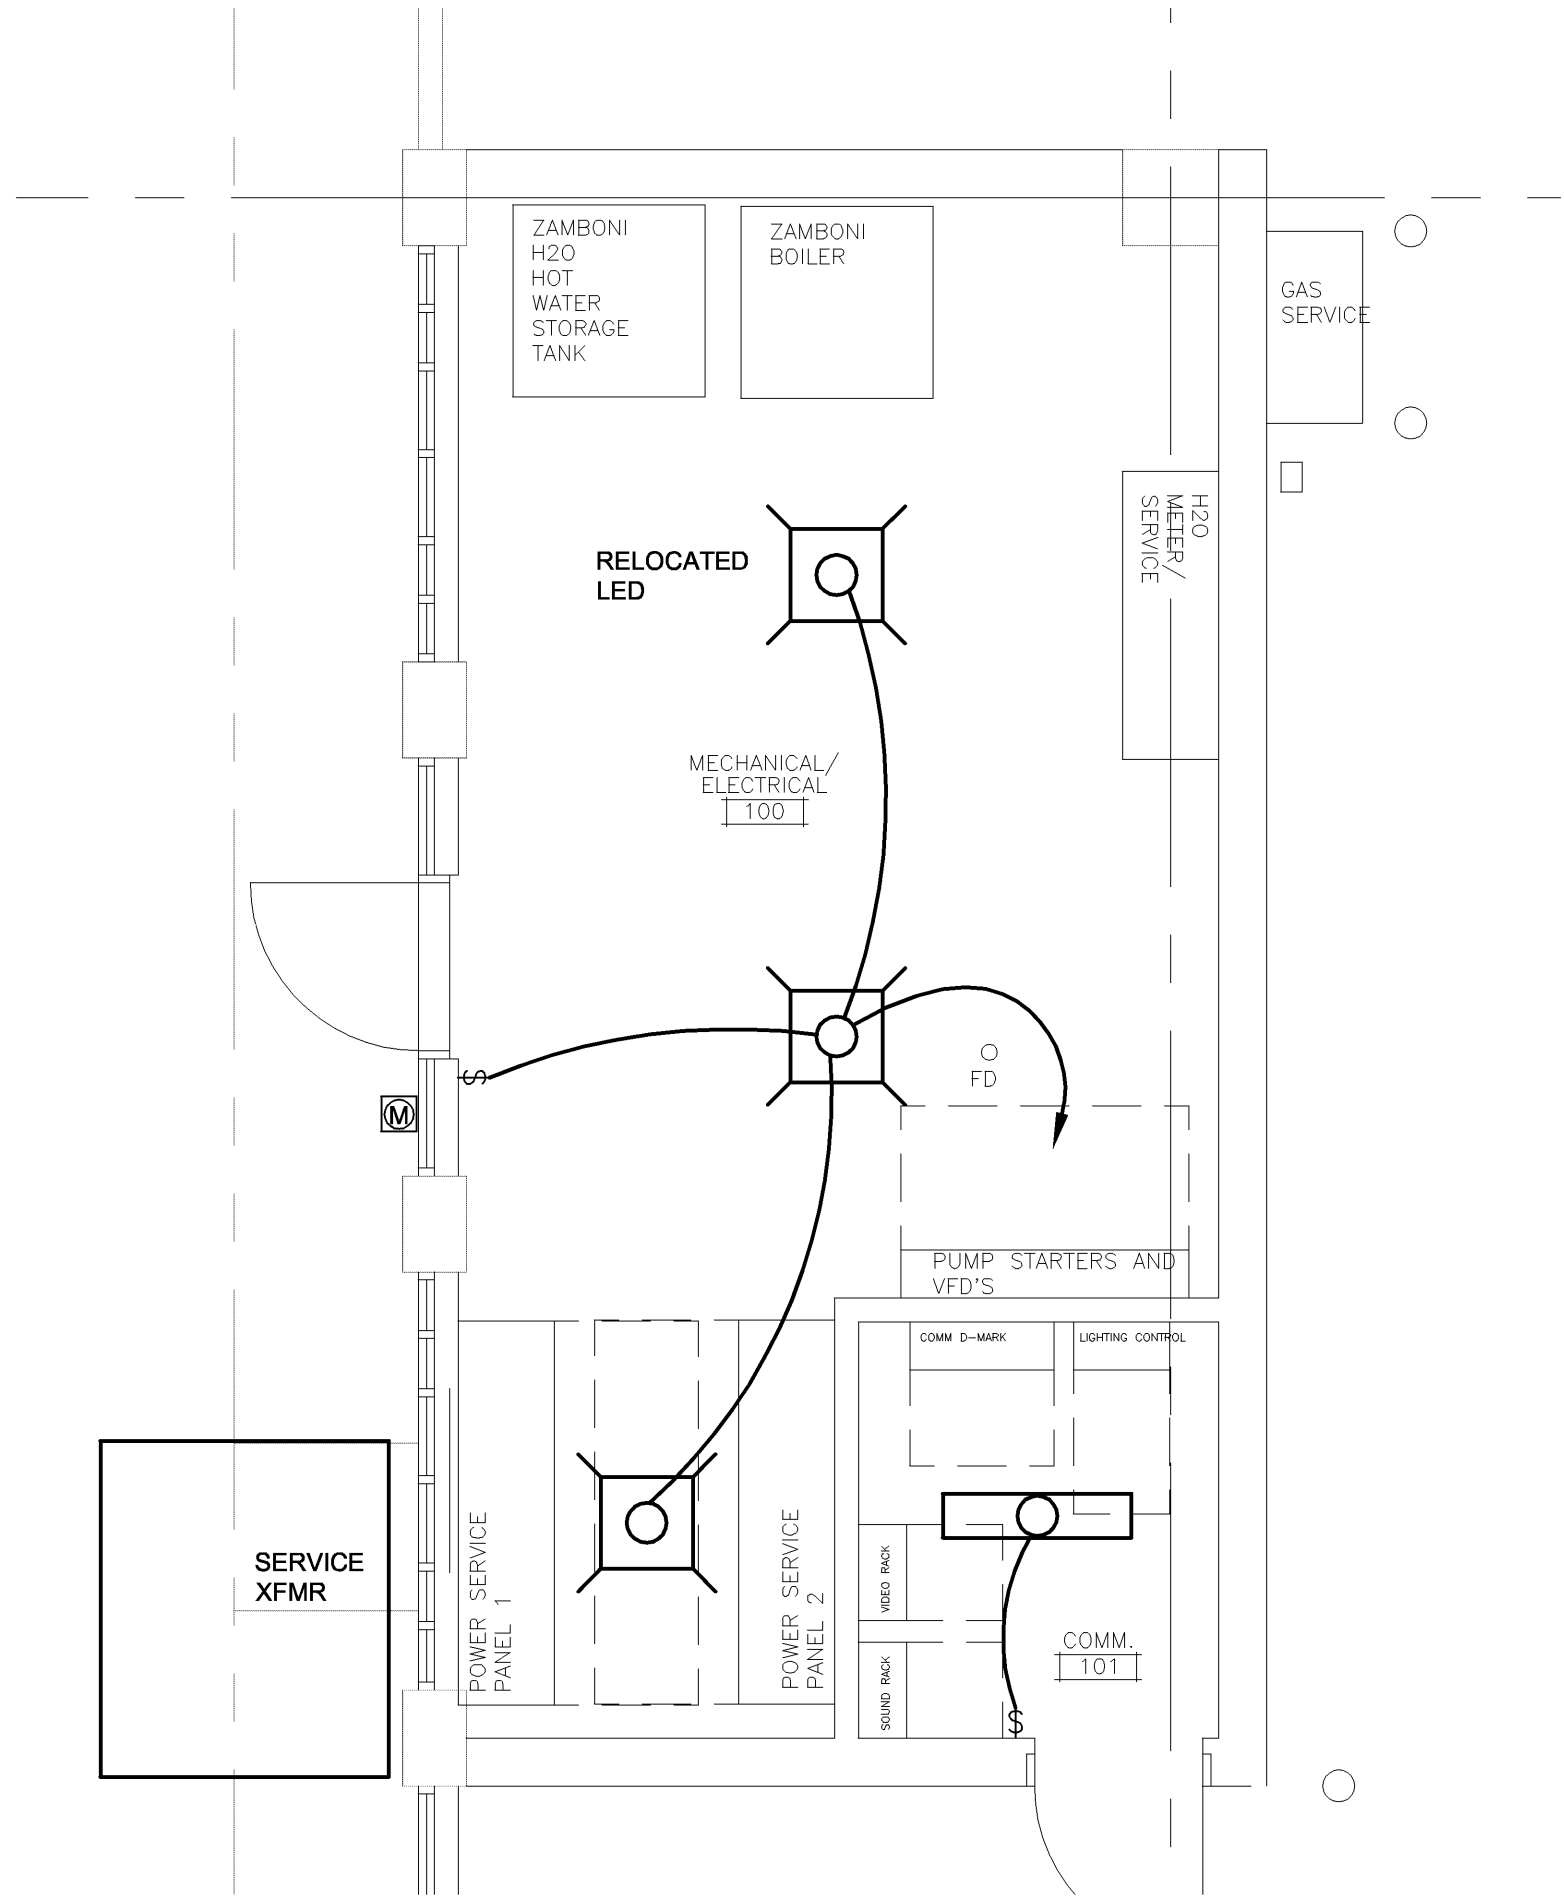 ZAMBONI
H2O
HOT
WATER
STORAGE
TANK
ZAMBONI
BOILER
GAS
SERVICE
H2O
METER/
SERVICE
RELOCATED
LED
MECHANICAL/
ELECTRICAL
100
$
M
FD
PUMP STARTERS AND
VFD'S
COMM D-MARK
LIGHTING CONTROL
SERVICE
XFMR
POWER SERVICE
PANEL 1
POWER SERVICE
PANEL 2
VIDEO RACK
SOUND RACK
COMM.
101
$